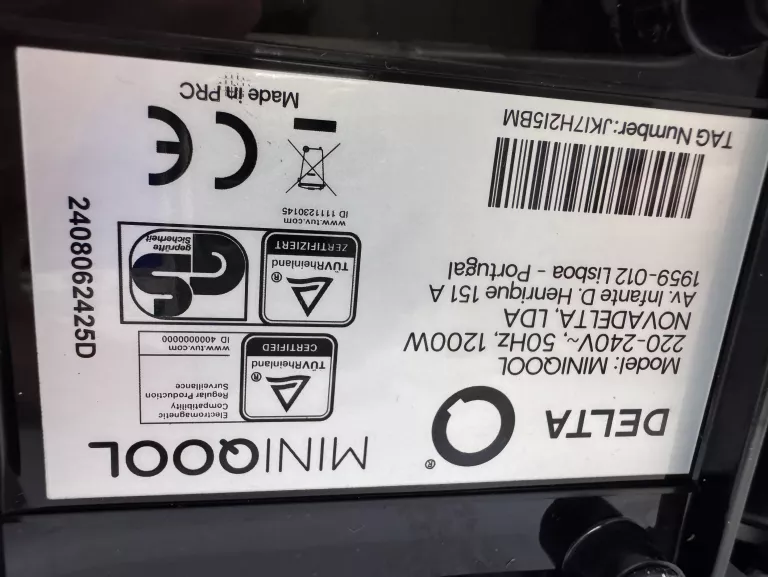 DELTA Q ®
MINIQOOL
Model: MINIQOOL
220-240V~, 50Hz, 1200W
NOVADELTA, LDA
Av. Infante D. Henrique 151 A
1959-012 Lisboa - Portugal
TAG Number:JK17H215BM
Electromagnetic
Compatibility
Regular Production
Surveillance
www.tuv.com
ID 4000000000
TÜVRheinland ®
CERTIFIED
TÜVRheinland ®
ZERTIFIZIERT
GS
geprüfte
Sicherheit
www.tuv.com
ID 1111230145
CE
Made in PRC
2408062425D